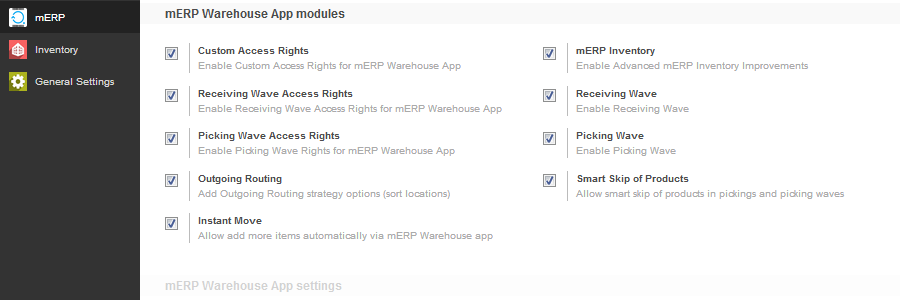 mERP
Inventory
General Settings
mERP Warehouse App modules
Custom Access Rights
Enable Custom Access Rights for mERP Warehouse App
mERP Inventory
Enable Advanced mERP Inventory Improvements
Receiving Wave Access Rights
Enable Receiving Wave Access Rights for mERP Warehouse App
Receiving Wave
Enable Receiving Wave
Picking Wave Access Rights
Enable Picking Wave Rights for mERP Warehouse App
Picking Wave
Enable Picking Wave
Outgoing Routing
Add Outgoing Routing strategy options (sort locations)
Smart Skip of Products
Allow smart skip of products in pickings and picking waves
Instant Move
Allow add more items automatically via mERP Warehouse app
mERP Warehouse App settings